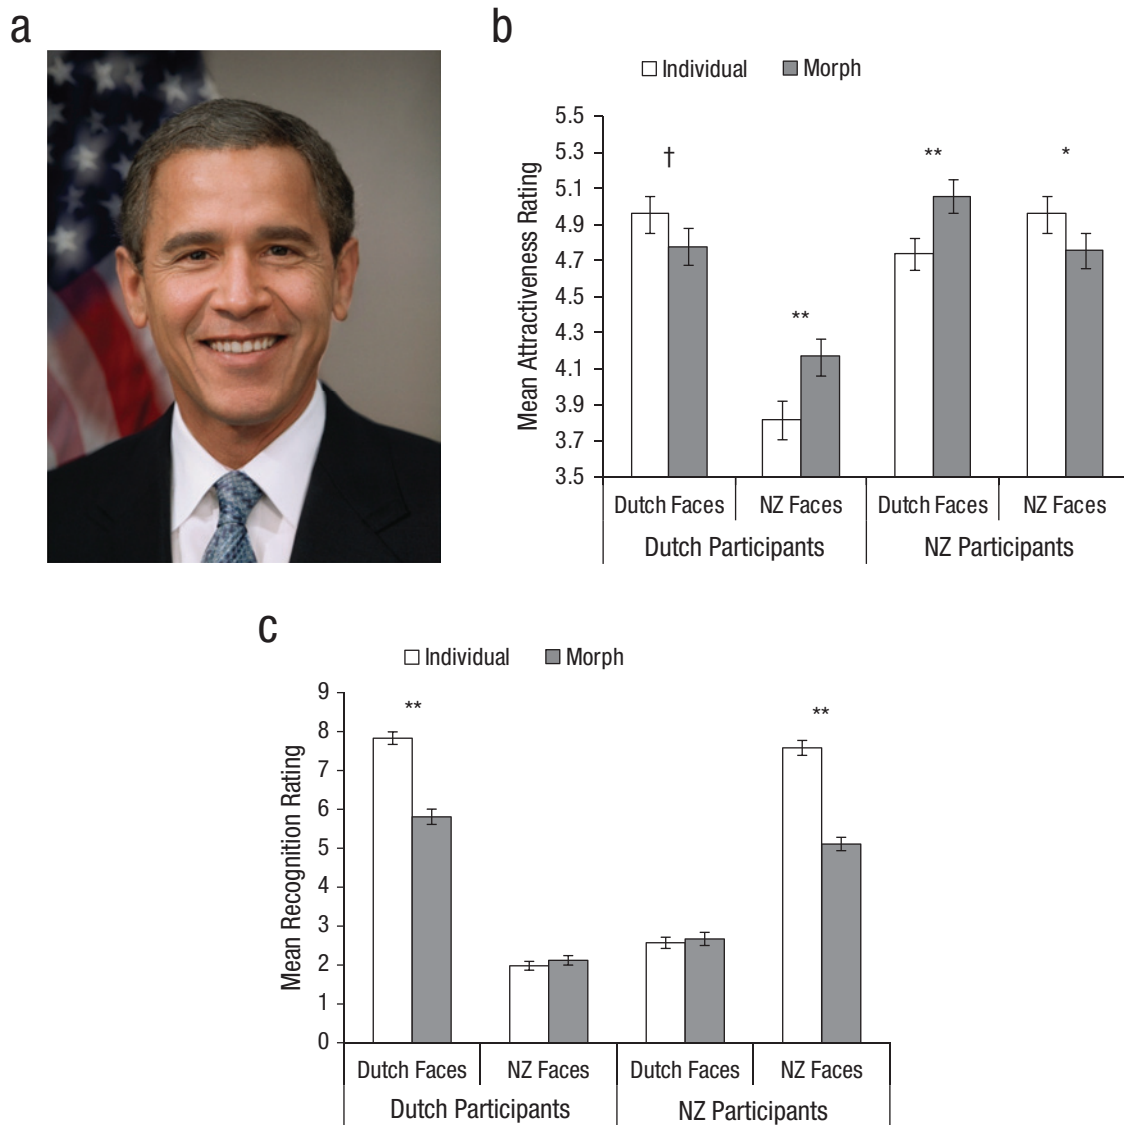 a
b
Individual Morph
Mean Attractiveness Rating
5.5
5.3
5.1
4.9
4.7
4.5
4.3
4.1
3.9
3.7
3.5
†
**
**
*
Dutch Faces NZ Faces Dutch Faces NZ Faces
Dutch Participants NZ Participants
c
Individual Morph
Mean Recognition Rating
9
8
7
6
5
4
3
2
1
0
**
**
Dutch Faces NZ Faces Dutch Faces NZ Faces
Dutch Participants NZ Participants